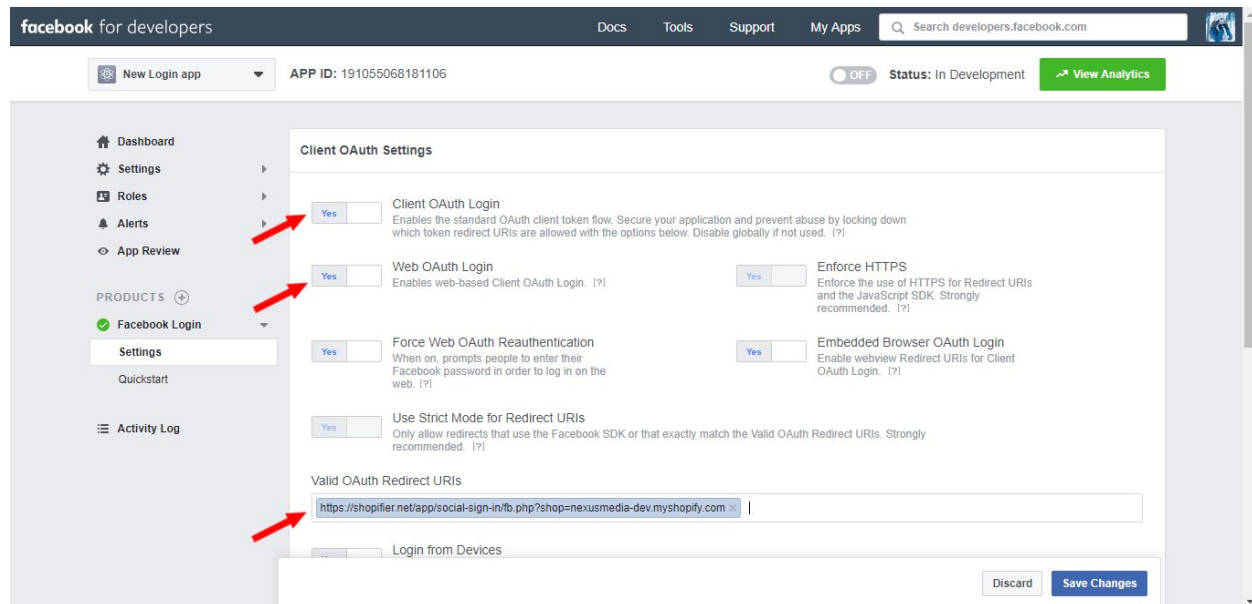 facebook for developers
Docs
Tools
Support
My Apps
Search developers.facebook.com
New Login app
APP ID: 191055068181106
OFF
Status: In Development
View Analytics
Dashboard
Settings
Roles
Alerts
App Review
PRODUCTS
Facebook Login
Settings
Quickstart
Activity Log
Client OAuth Settings
Yes
Client OAuth Login
Enables the standard OAuth client token flow. Secure your application and prevent abuse by locking down
which token redirect URIs are allowed with the options below. Disable globally if not used. [?]
Yes
Web OAuth Login
Enables web-based Client OAuth Login. [?]
Yes
Enforce HTTPS
Enforce the use of HTTPS for Redirect URIs
and the JavaScript SDK. Strongly
recommended. [?]
Yes
Force Web OAuth Reauthentication
When on, prompts people to enter their
Facebook password in order to log in on the
web. [?]
Yes
Embedded Browser OAuth Login
Enable webview Redirect URIs for Client
OAuth Login. [?]
Yes
Use Strict Mode for Redirect URIs
Only allow redirects that use the Facebook SDK or that exactly match the Valid OAuth Redirect URIs. Strongly
recommended. [?]
Valid OAuth Redirect URIs
https://shopifier.net/app/social-sign-in/fb.php?shop=nexusmedia-dev.myshopify.com ×
Login from Devices
Discard
Save Changes